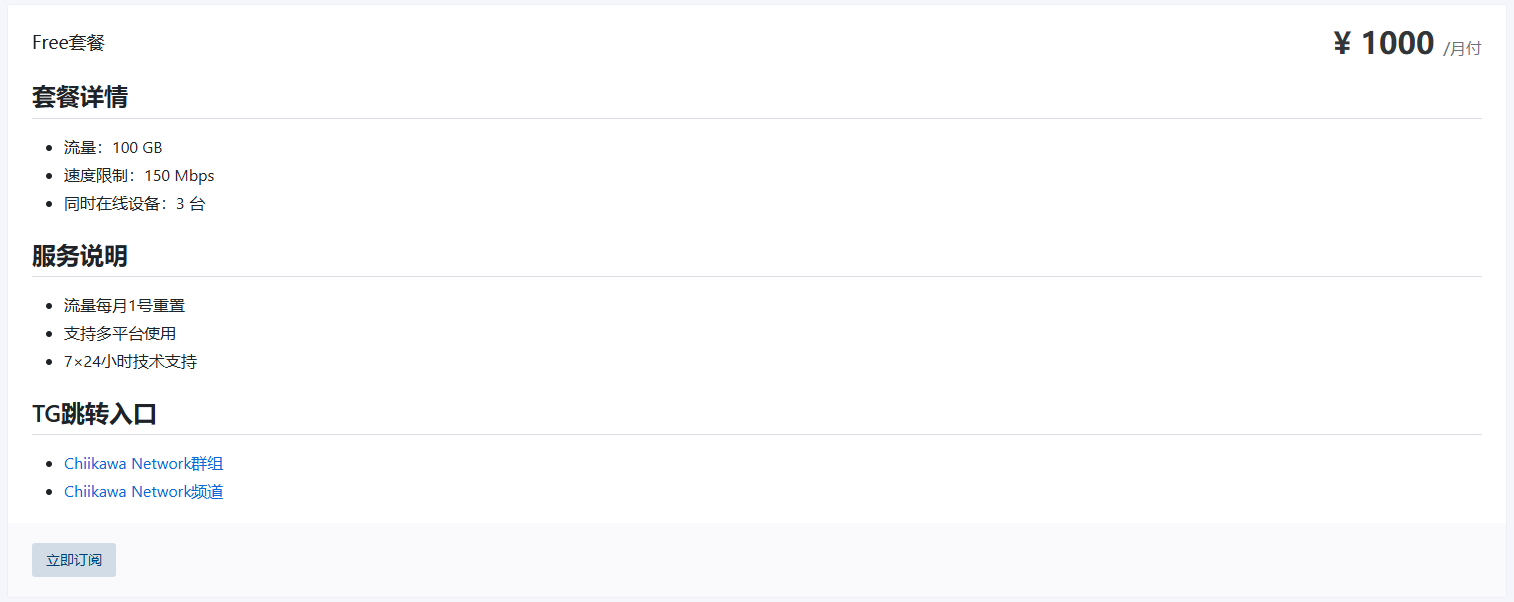 Free套餐
¥ 1000 /月付
套餐详情
流量：100 GB
速度限制：150 Mbps
同时在线设备：3 台
服务说明
流量每月1号重置
支持多平台使用
7×24小时技术支持
TG跳转入口
Chiikawa Network群组
Chiikawa Network频道
立即订阅